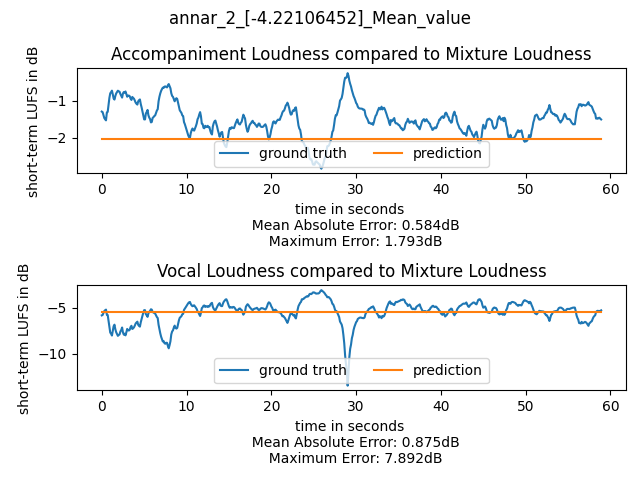 annar_2_[-4.22106452]_Mean_value
Accompaniment Loudness compared to Mixture Loudness
short-term LUFS in dB
−1
−2
ground truth prediction
0 10 20 30 40 50 60
time in seconds
Mean Absolute Error: 0.584dB
Maximum Error: 1.793dB
Vocal Loudness compared to Mixture Loudness
short-term LUFS in dB
−5
−10
ground truth prediction
0 10 20 30 40 50 60
time in seconds
Mean Absolute Error: 0.875dB
Maximum Error: 7.892dB